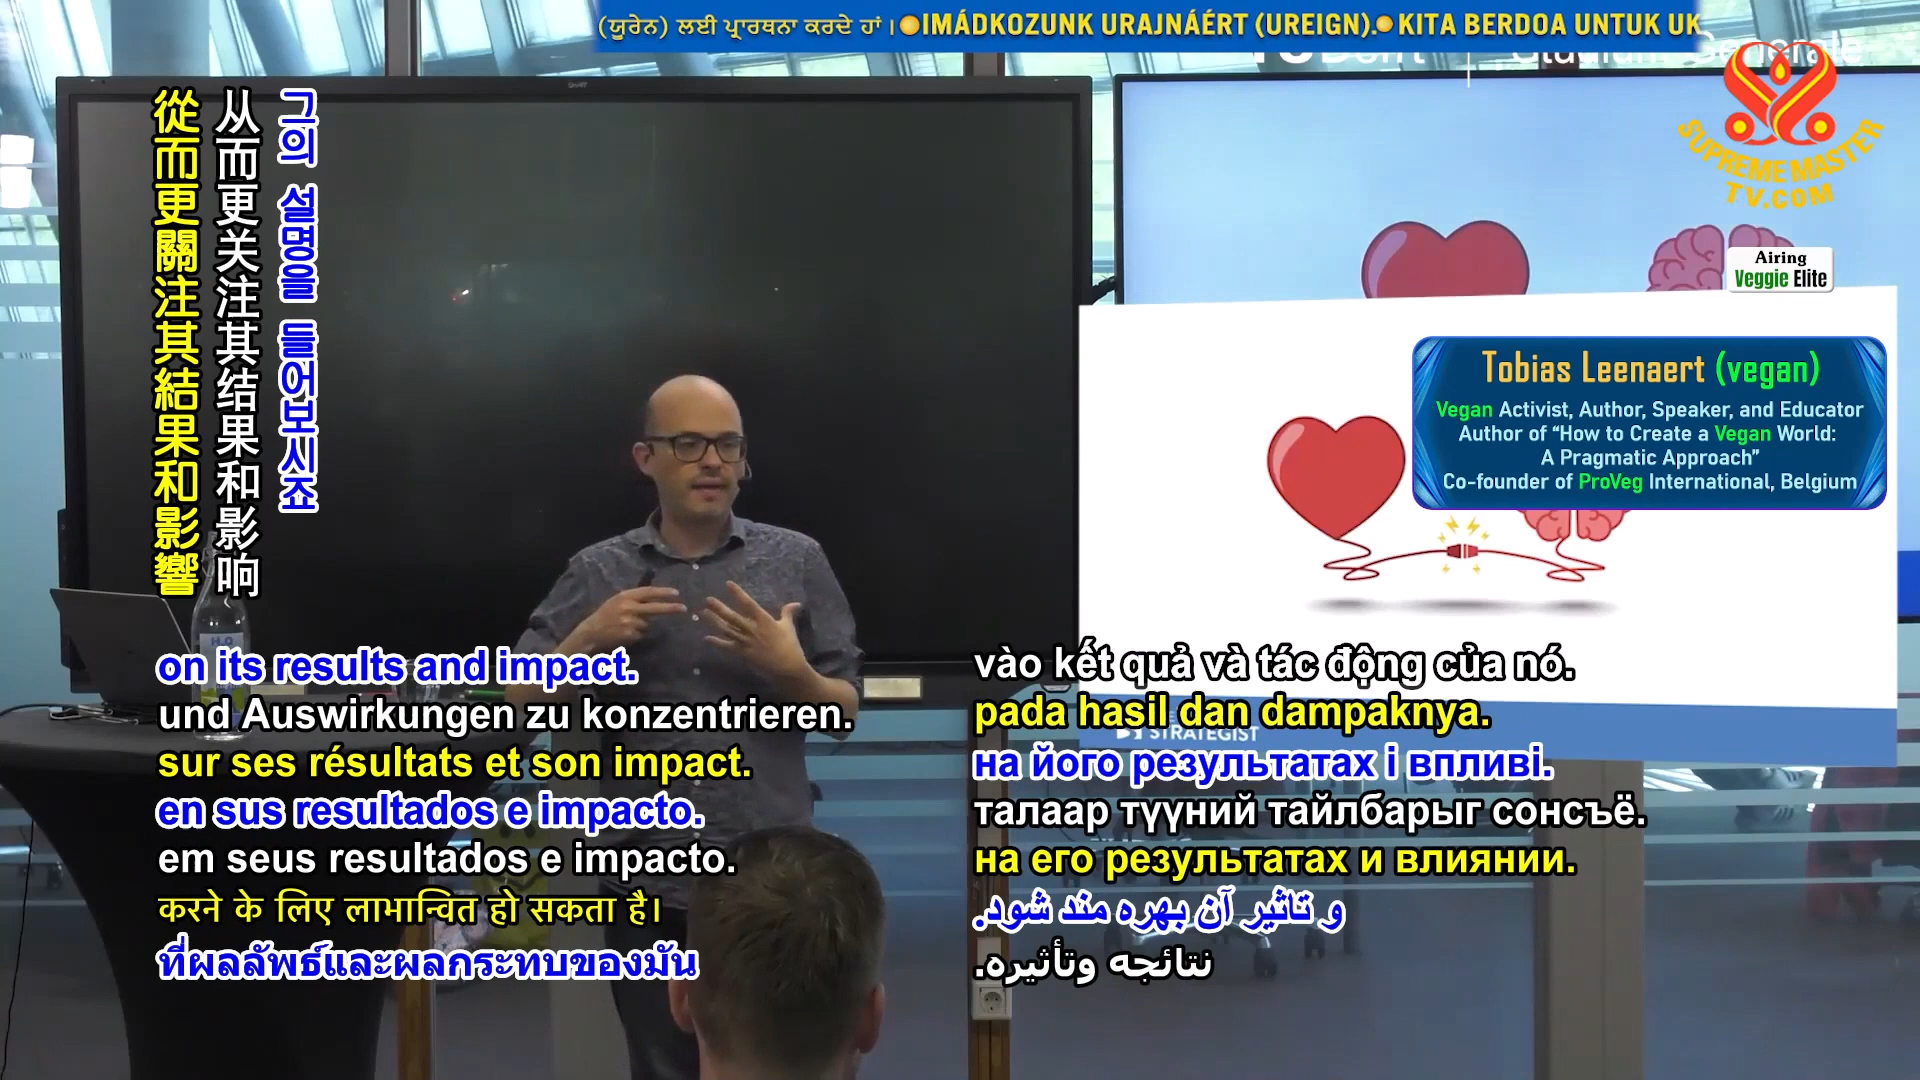 (ਯੂਰੇਨ) ਲਈ ਪ੍ਰਾਰਥਨਾ ਕਰਦੇ ਹਾਂ। IMÁDKOZUNK URAJNÁÉRT (UREIGN). KITA BERDOA UNTUK UK
SUPREME MASTER
TV.COM
Airing
Veggie Elite
Tobias Leenaert (vegan)
Vegan Activist, Author, Speaker, and Educator
Author of “How to Create a Vegan World:
A Pragmatic Approach”
Co-founder of ProVeg International, Belgium
STRATEGIST
從而更關注其結果和影響
从而更关注其结果和影响
그의 설명을 들어보시죠
on its results and impact.
und Auswirkungen zu konzentrieren.
sur ses résultats et son impact.
en sus resultados e impacto.
em seus resultados e impacto.
करने के लिए लाभान्वित हो सकता है।
ที่ผลลัพธ์และผลกระทบของมัน
vào kết quả và tác động của nó.
pada hasil dan dampaknya.
на його результатах і впливі.
талаар түүний тайлбарыг сонсъё.
на его результатах и влиянии.
و تاثیر آن بهره مند شود.
نتائجه وتأثيره.